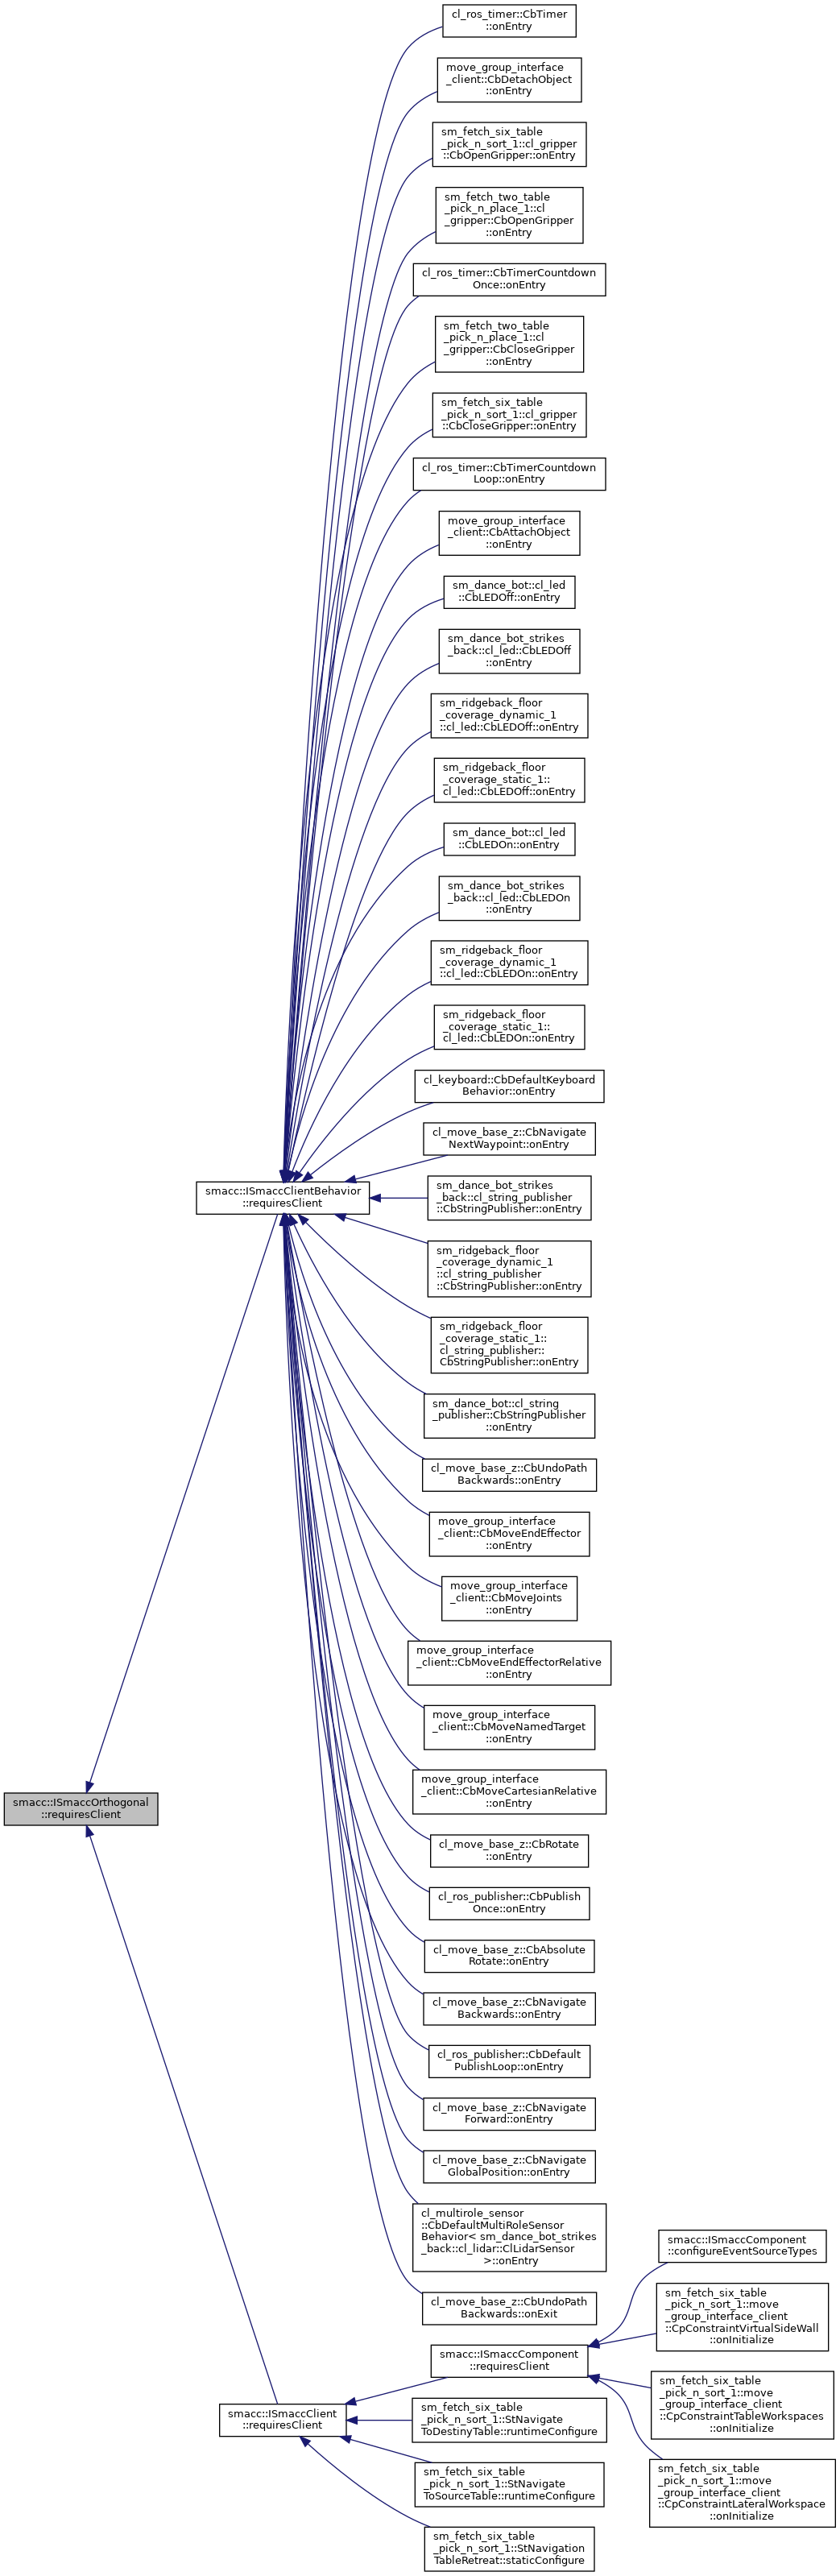 cl_ros_timer::CbTimer
::onEntry
move_group_interface
_client::CbDetachObject
::onEntry
sm_fetch_six_table
_pick_n_sort_1::cl_gripper
::CbOpenGripper::onEntry
sm_fetch_two_table
_pick_n_place_1::cl
_gripper::CbOpenGripper
::onEntry
cl_ros_timer::CbTimerCountdown
Once::onEntry
sm_fetch_two_table
_pick_n_place_1::cl
_gripper::CbCloseGripper
::onEntry
sm_fetch_six_table
_pick_n_sort_1::cl_gripper
::CbCloseGripper::onEntry
cl_ros_timer::CbTimerCountdown
Loop::onEntry
move_group_interface
_client::CbAttachObject
::onEntry
sm_dance_bot::cl_led
::CbLEDOff::onEntry
sm_dance_bot_strikes
_back::cl_led::CbLEDOff
::onEntry
sm_ridgeback_floor
_coverage_dynamic_1
::cl_led::CbLEDOff::onEntry
sm_ridgeback_floor
_coverage_static_1::
cl_led::CbLEDOff::onEntry
sm_dance_bot::cl_led
::CbLEDOn::onEntry
sm_dance_bot_strikes
_back::cl_led::CbLEDOn
::onEntry
sm_ridgeback_floor
_coverage_dynamic_1
::cl_led::CbLEDOn::onEntry
sm_ridgeback_floor
_coverage_static_1::
cl_led::CbLEDOn::onEntry
cl_keyboard::CbDefaultKeyboard
Behavior::onEntry
cl_move_base_z::CbNavigate
NextWaypoint::onEntry
smacc::ISmaccClientBehavior
::requiresClient
sm_dance_bot_strikes
_back::cl_string_publisher
::CbStringPublisher::onEntry
sm_ridgeback_floor
_coverage_dynamic_1
::cl_string_publisher
::CbStringPublisher::onEntry
sm_ridgeback_floor
_coverage_static_1::
cl_string_publisher::
CbStringPublisher::onEntry
sm_dance_bot::cl_string
_publisher::CbStringPublisher
::onEntry
cl_move_base_z::CbUndoPath
Backwards::onEntry
move_group_interface
_client::CbMoveEndEffector
::onEntry
move_group_interface
_client::CbMoveJoints
::onEntry
move_group_interface
_client::CbMoveEndEffectorRelative
::onEntry
move_group_interface
_client::CbMoveNamedTarget
::onEntry
move_group_interface
_client::CbMoveCartesianRelative
::onEntry
smacc::ISmaccOrthogonal
::requiresClient
cl_move_base_z::CbRotate
::onEntry
cl_ros_publisher::CbPublish
Once::onEntry
cl_move_base_z::CbAbsolute
Rotate::onEntry
cl_move_base_z::CbNavigate
Backwards::onEntry
cl_ros_publisher::CbDefault
PublishLoop::onEntry
cl_move_base_z::CbNavigate
Forward::onEntry
cl_move_base_z::CbNavigate
GlobalPosition::onEntry
cl_multirole_sensor
::CbDefaultMultiRoleSensor
Behavior< sm_dance_bot_strikes
_back::cl_lidar::ClLidarSensor
>::onEntry
cl_move_base_z::CbUndoPath
Backwards::onExit
smacc::ISmaccComponent
::configureEventSourceTypes
sm_fetch_six_table
_pick_n_sort_1::move
_group_interface_client
::CpConstraintVirtualSideWall
::onInitialize
smacc::ISmaccComponent
::requiresClient
sm_fetch_six_table
_pick_n_sort_1::move
_group_interface_client
::CpConstraintTableWorkspaces
::onInitialize
smacc::ISmaccClient
::requiresClient
sm_fetch_six_table
_pick_n_sort_1::StNavigate
ToDestinyTable::runtimeConfigure
sm_fetch_six_table
_pick_n_sort_1::move
_group_interface_client
::CpConstraintLateralWorkspace
::onInitialize
sm_fetch_six_table
_pick_n_sort_1::StNavigate
ToSourceTable::runtimeConfigure
sm_fetch_six_table
_pick_n_sort_1::StNavigation
TableRetreat::staticConfigure